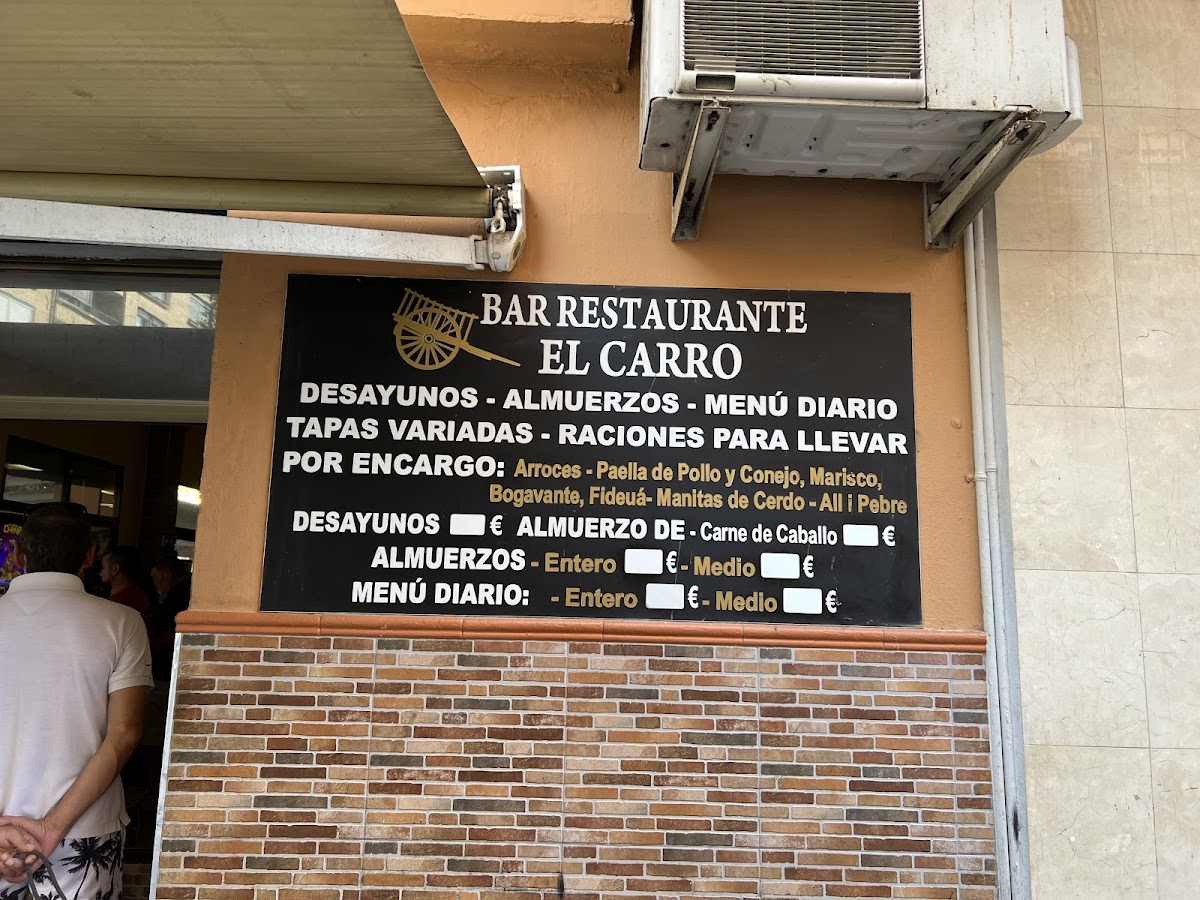 BAR RESTAURANTE
EL CARRO
DESAYUNOS - ALMUERZOS - MENÚ DIARIO
TAPAS VARIADAS - RACIONES PARA LLEVAR
POR ENCARGO: Arroces - Paella de Pollo y Conejo, Marisco,
Bogavante, Fideuá- Manitas de Cerdo - All i Pebre
DESAYUNOS € ALMUERZO DE - Carne de Caballo €
ALMUERZOS - Entero € - Medio €
MENÚ DIARIO: - Entero € - Medio €